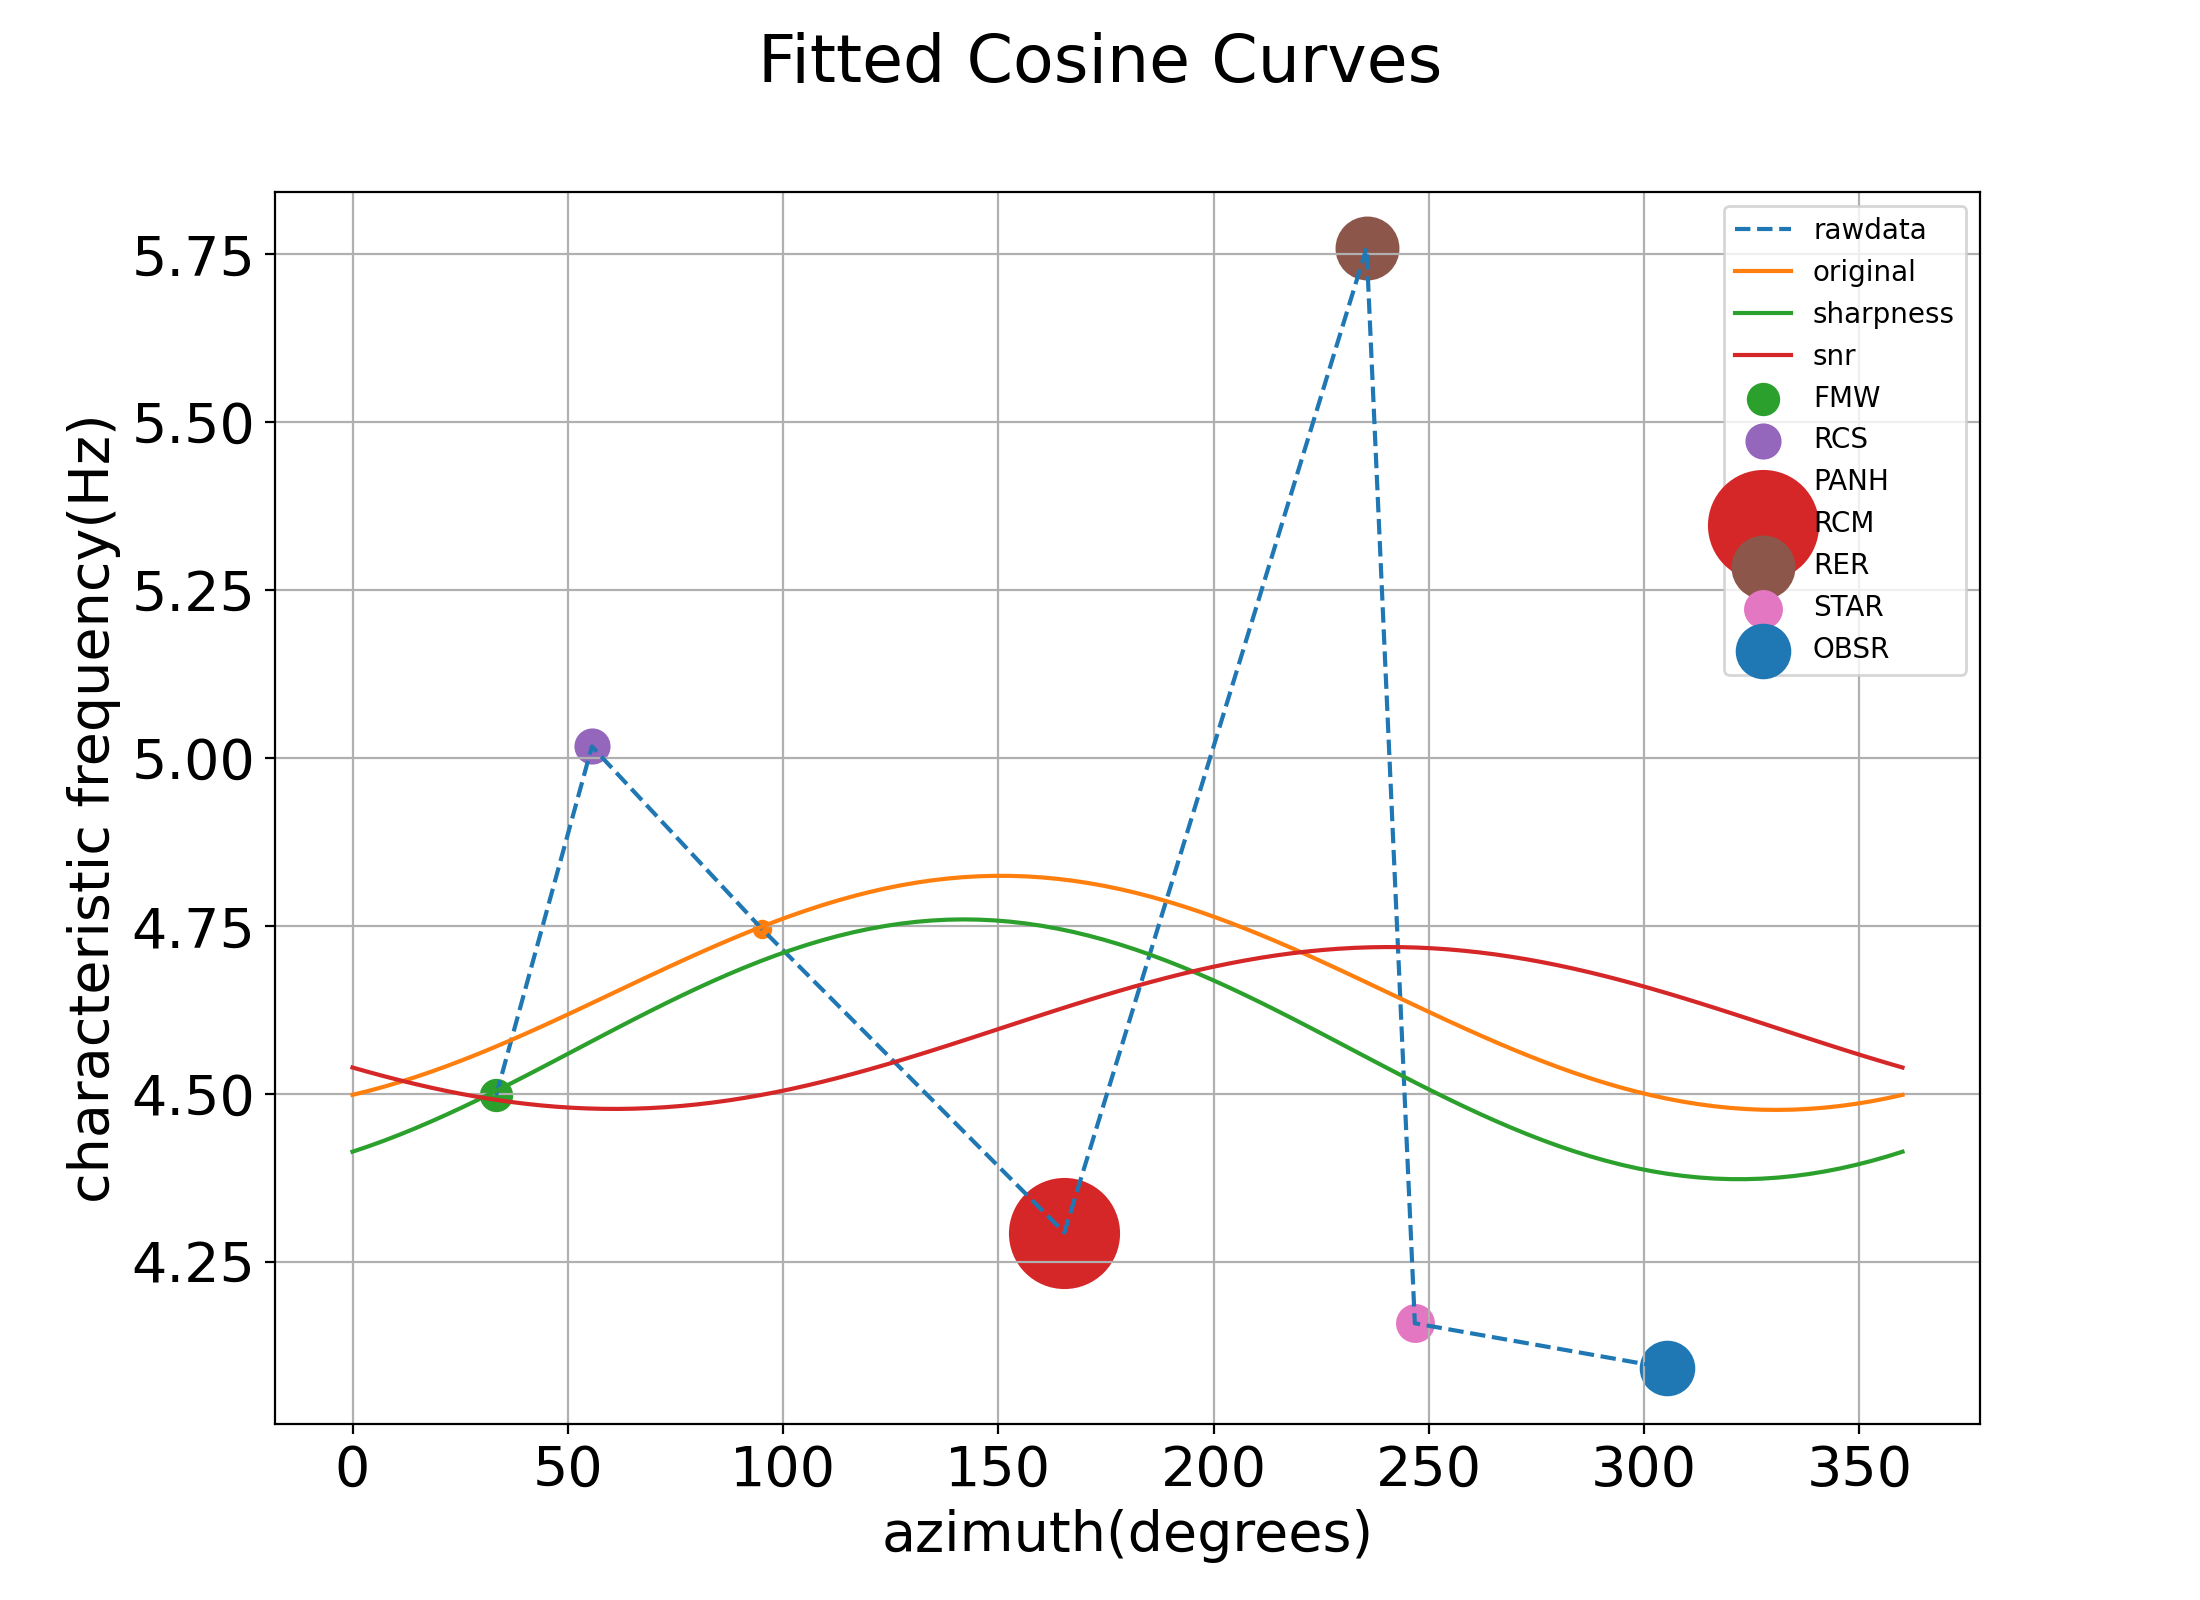 Fitted Cosine Curves
characteristic frequency(Hz)
5.75
5.50
5.25
5.00
4.75
4.50
4.25
rawdata
original
sharpness
snr
FMW
RCS
PANH
RCM
RER
STAR
OBSR
0 50 100 150 200 250 300 350
azimuth(degrees)